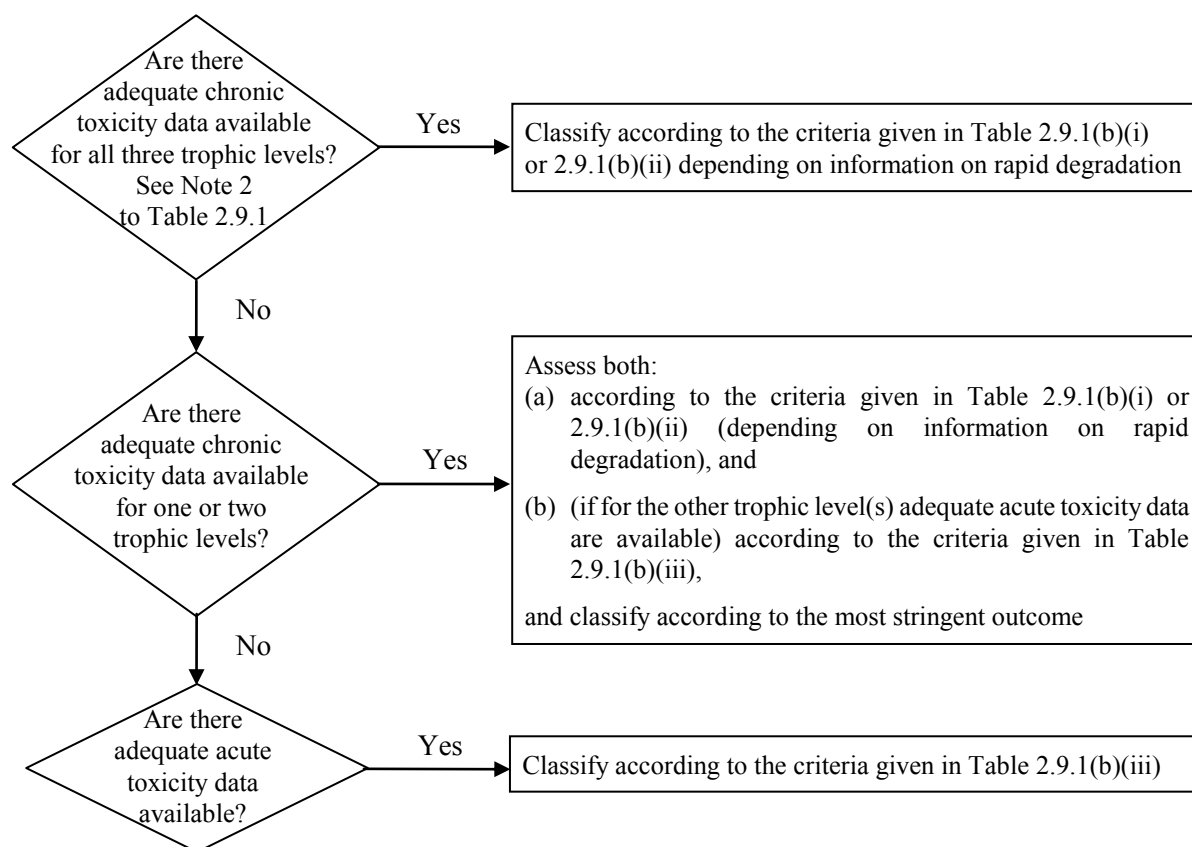 Are there
adequate chronic
toxicity data available
for all three trophic levels?
See Note 2
to Table 2.9.1
Yes
Classify according to the criteria given in Table 2.9.1(b)(i)
or 2.9.1(b)(ii) depending on information on rapid degradation
No
Are there
adequate chronic
toxicity data available
for one or two
trophic levels?
Yes
Assess both:
(a) according to the criteria given in Table 2.9.1(b)(i) or
2.9.1(b)(ii) (depending on information on rapid
degradation), and
(b) (if for the other trophic level(s) adequate acute toxicity data
are available) according to the criteria given in Table
2.9.1(b)(iii),
and classify according to the most stringent outcome
No
Are there
adequate acute
toxicity data
available?
Yes
Classify according to the criteria given in Table 2.9.1(b)(iii)